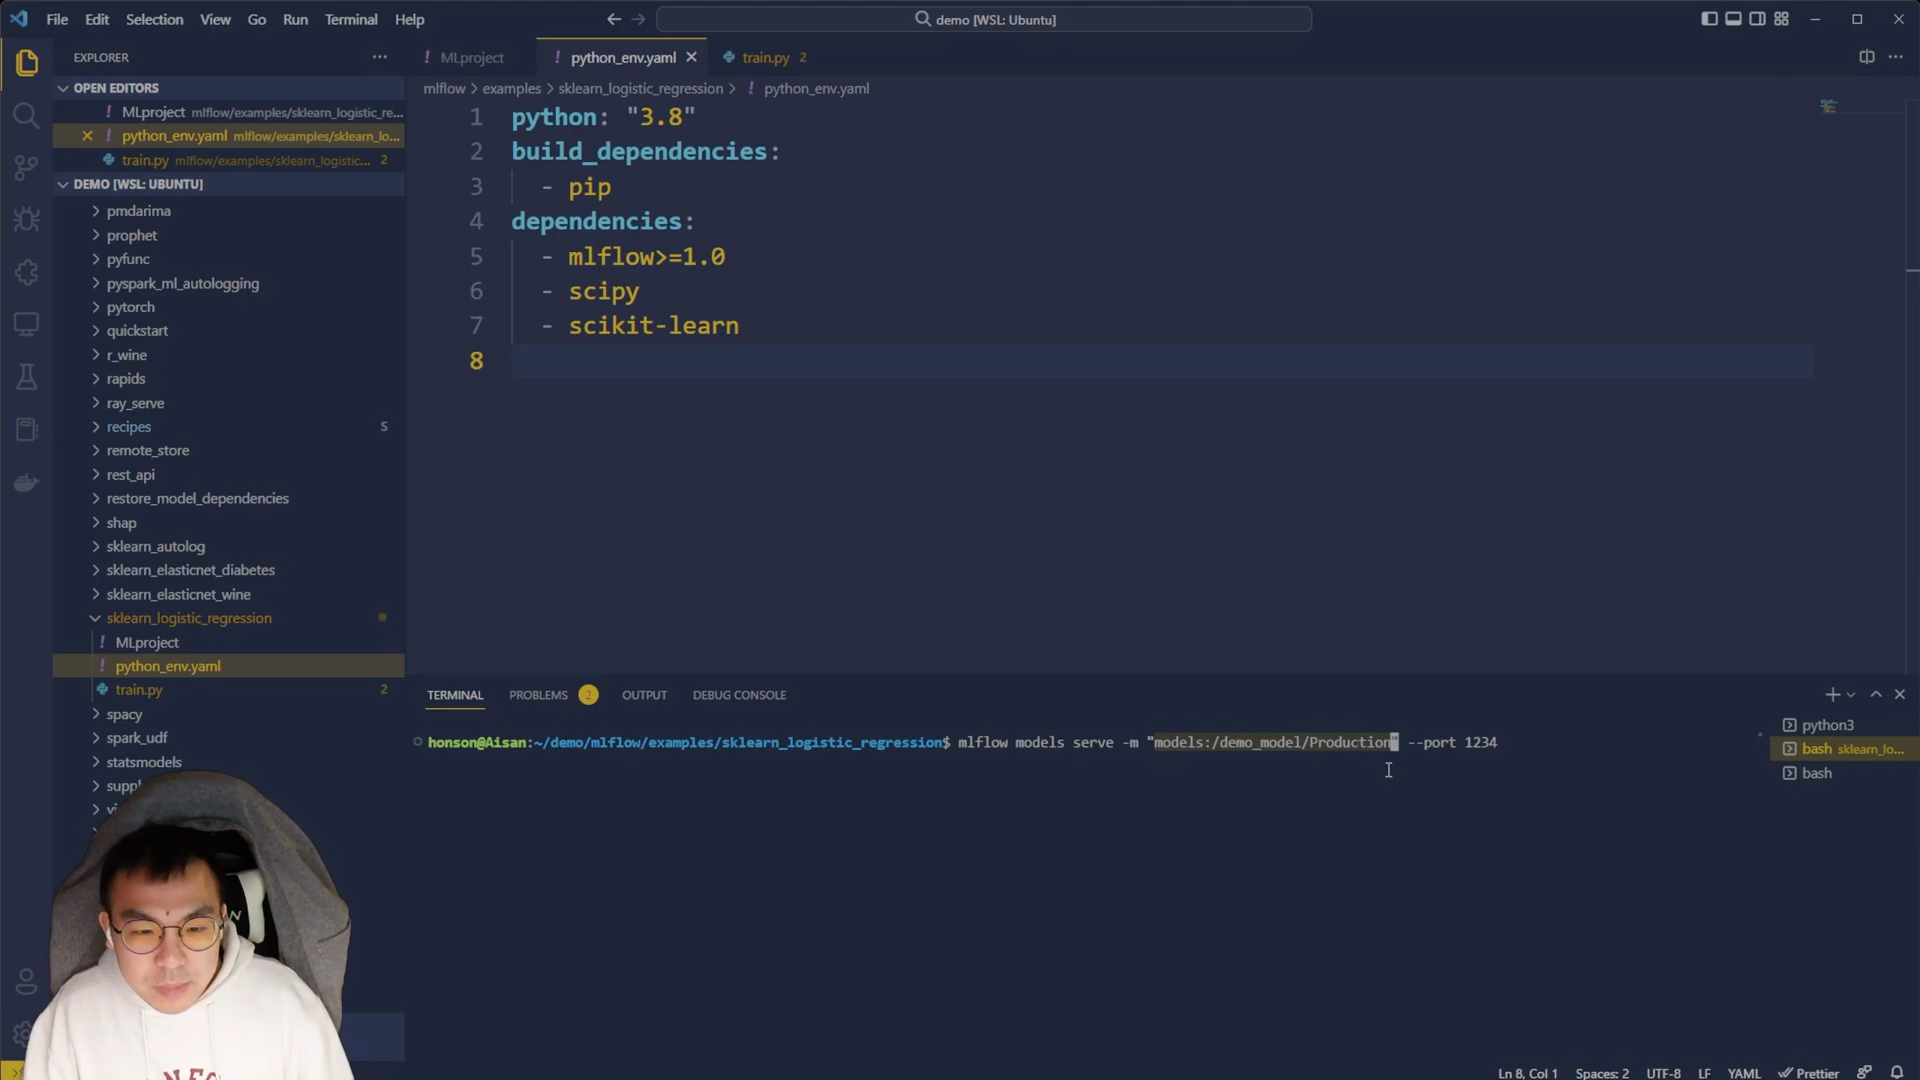 File Edit Selection View Go Run Terminal Help
demo [WSL: Ubuntu]
EXPLORER
OPEN EDITORS
MLproject mlflow/examples/sklearn_logistic_re...
python_env.yaml mlflow/examples/sklearn_lo...
train.py mlflow/examples/sklearn_logistic... 2
DEMO [WSL: UBUNTU]
pmdarima
prophet
pyfunc
pyspark_ml_autologging
pytorch
quickstart
r_wine
rapids
ray_serve
recipes S
remote_store
rest_api
restore_model_dependencies
shap
sklearn_autolog
sklearn_elasticnet_diabetes
sklearn_elasticnet_wine
sklearn_logistic_regression
MLproject
python_env.yaml
train.py 2
spacy
spark_udf
statsmodels
MLproject
python_env.yaml
train.py 2
mlflow > examples > sklearn_logistic_regression > ! python_env.yaml
1 python: "3.8"
2 build_dependencies:
3 - pip
4 dependencies:
5 - mlflow>=1.0
6 - scipy
7 - scikit-learn
8
TERMINAL PROBLEMS 2 OUTPUT DEBUG CONSOLE
honson@Aisan:~/demo/mlflow/examples/sklearn_logistic_regression$ mlflow models serve -m "models:/demo_model/Production" --port 1234
python3
bash sklearn_lo...
bash
Ln 8, Col 1 Spaces: 2 UTF-8 LF YAML Prettier